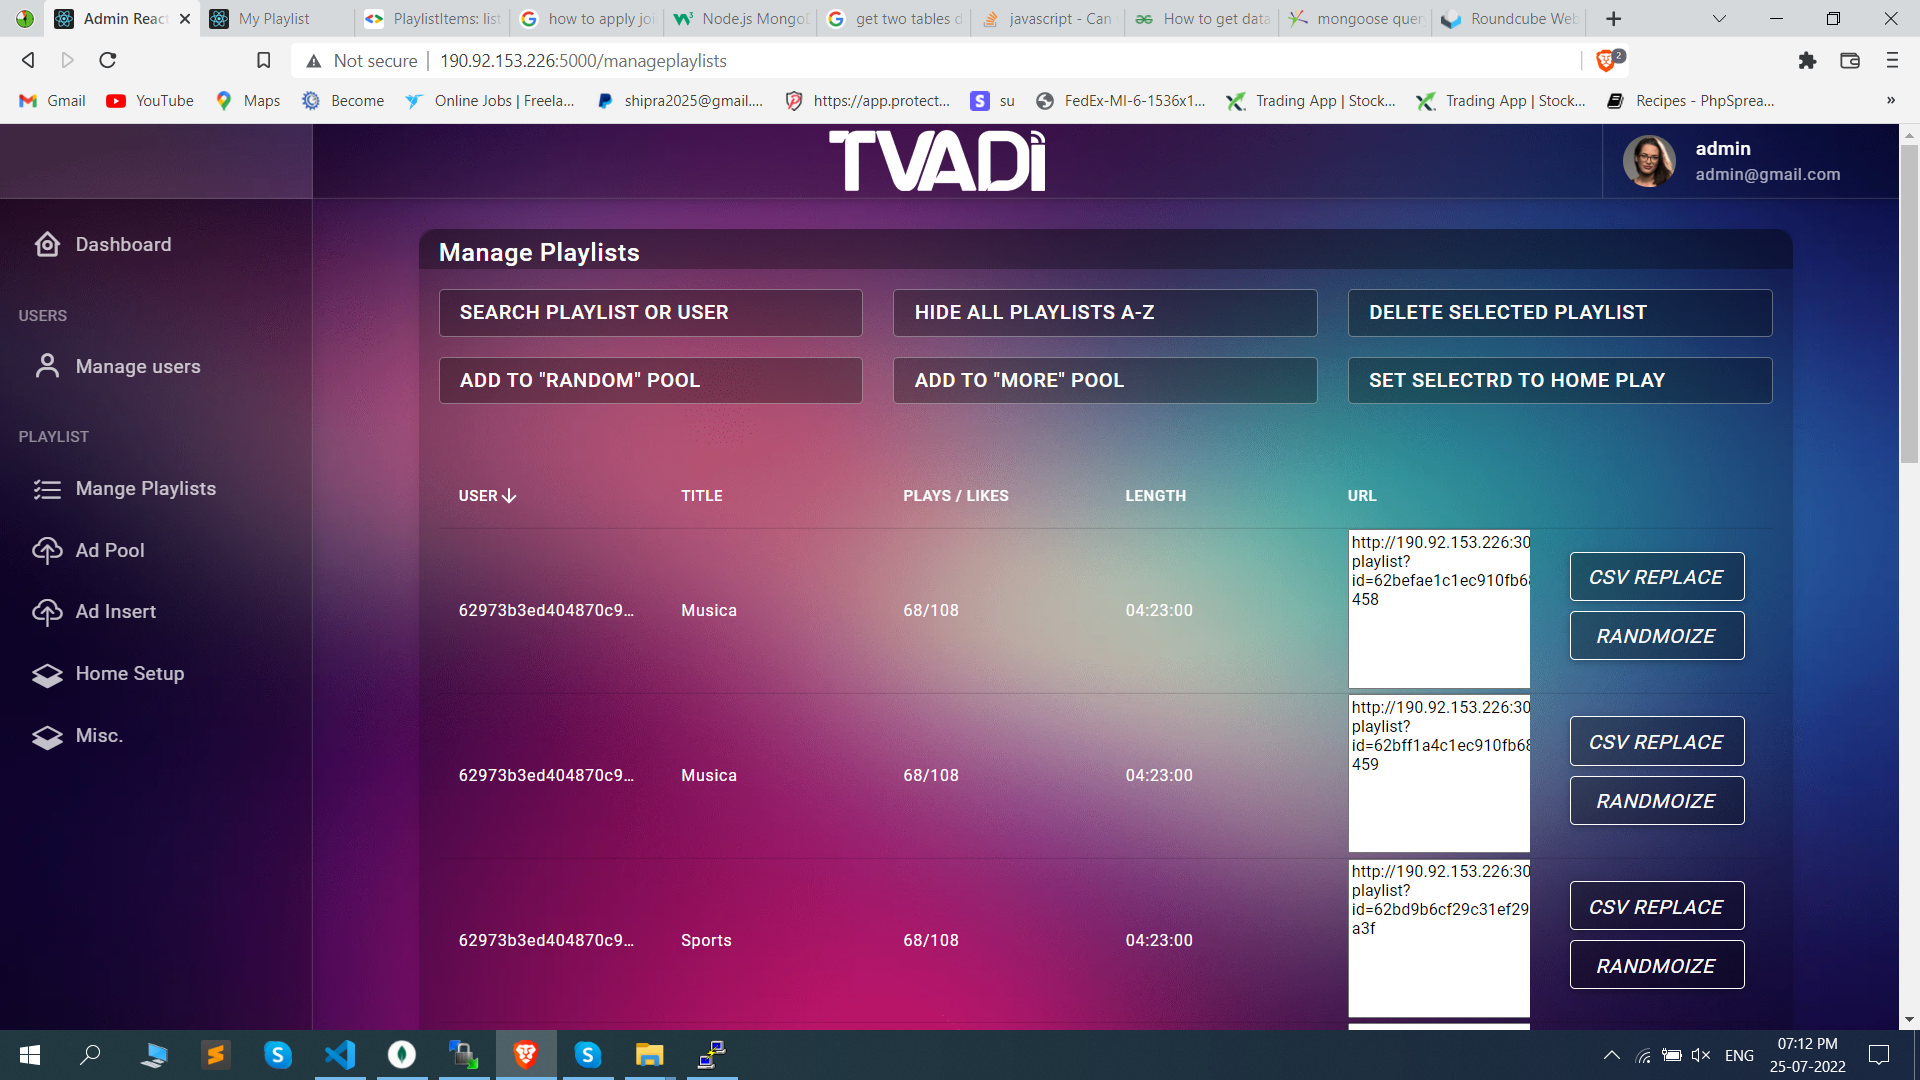 Admin React
My Playlist
PlaylistItems: list
how to apply joi
Node.js MongoD
get two tables d
javascript - Can
How to get data
mongoose quer
Roundcube Web
Not secure
190.92.153.226:5000/manageplaylists
2
Gmail
YouTube
Maps
Become
Online Jobs | Freela...
shipra2025@gmail....
https://app.protect...
S su
FedEx-MI-6-1536x1...
Trading App | Stock...
Trading App | Stock...
Recipes - PhpSprea...
»
TVADi
admin
admin@gmail.com
Dashboard
USERS
Manage users
PLAYLIST
Mange Playlists
Ad Pool
Ad Insert
Home Setup
Misc.
Manage Playlists
SEARCH PLAYLIST OR USER
HIDE ALL PLAYLISTS A-Z
DELETE SELECTED PLAYLIST
ADD TO "RANDOM" POOL
ADD TO "MORE" POOL
SET SELECTRD TO HOME PLAY
USER
TITLE
PLAYS / LIKES
LENGTH
URL
62973b3ed404870c9...
Musica
68/108
04:23:00
http://190.92.153.226:30
playlist?
id=62befae1c1ec910fb68
458
CSV REPLACE
RANDMOIZE
62973b3ed404870c9...
Musica
68/108
04:23:00
http://190.92.153.226:30
playlist?
id=62bff1a4c1ec910fb68
459
CSV REPLACE
RANDMOIZE
62973b3ed404870c9...
Sports
68/108
04:23:00
http://190.92.153.226:30
playlist?
id=62bd9b6cf29c31ef29
a3f
CSV REPLACE
RANDMOIZE
ENG
07:12 PM
25-07-2022